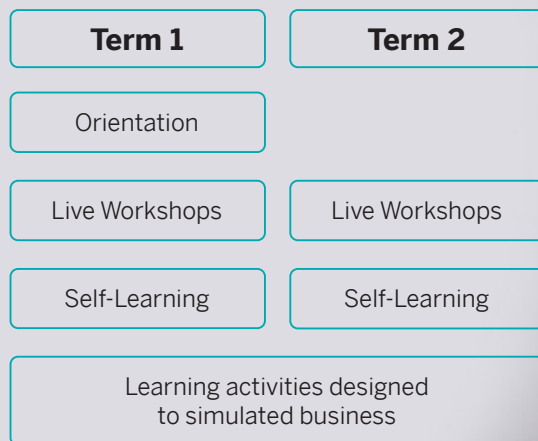 Term 1
Term 2
Orientation
Live Workshops
Live Workshops
Self-Learning
Self-Learning
Learning activities designed
to simulated business